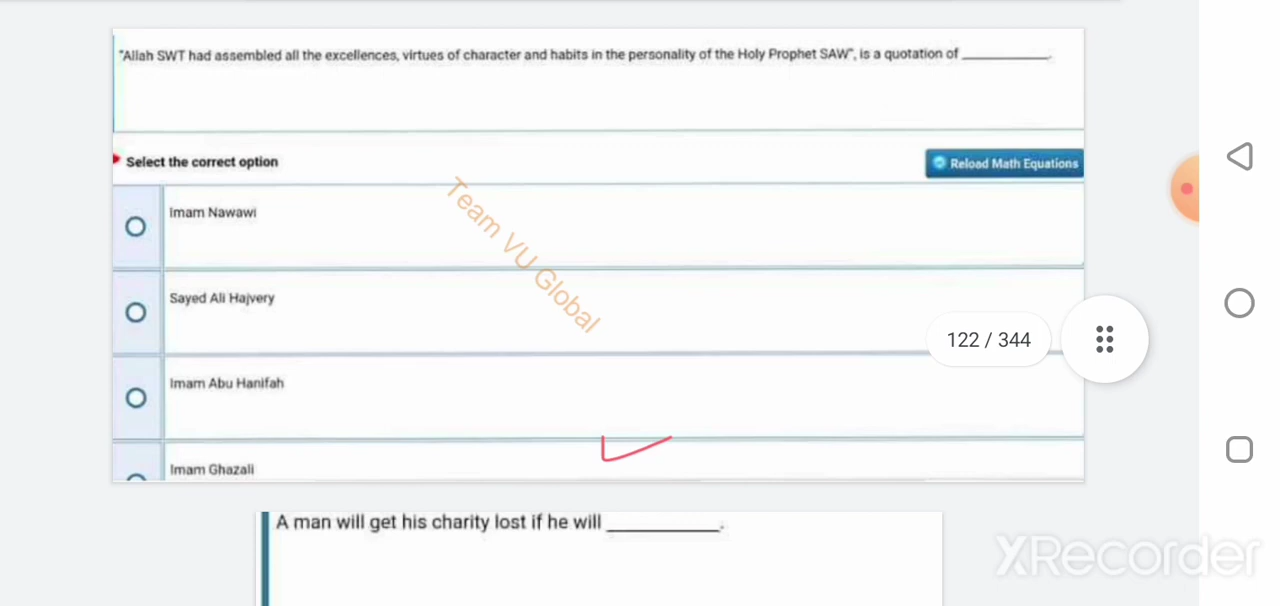 "Allah SWT had assembled all the excellences, virtues of character and habits in the personality of the Holy Prophet SAW", is a quotation of ___________.
Select the correct option
Reload Math Equations
Imam Nawawi
Team VU Global
Sayed Ali Hajvery
122 / 344
Imam Abu Hanifah
Imam Ghazali
A man will get his charity lost if he will ___________.
XRecorder